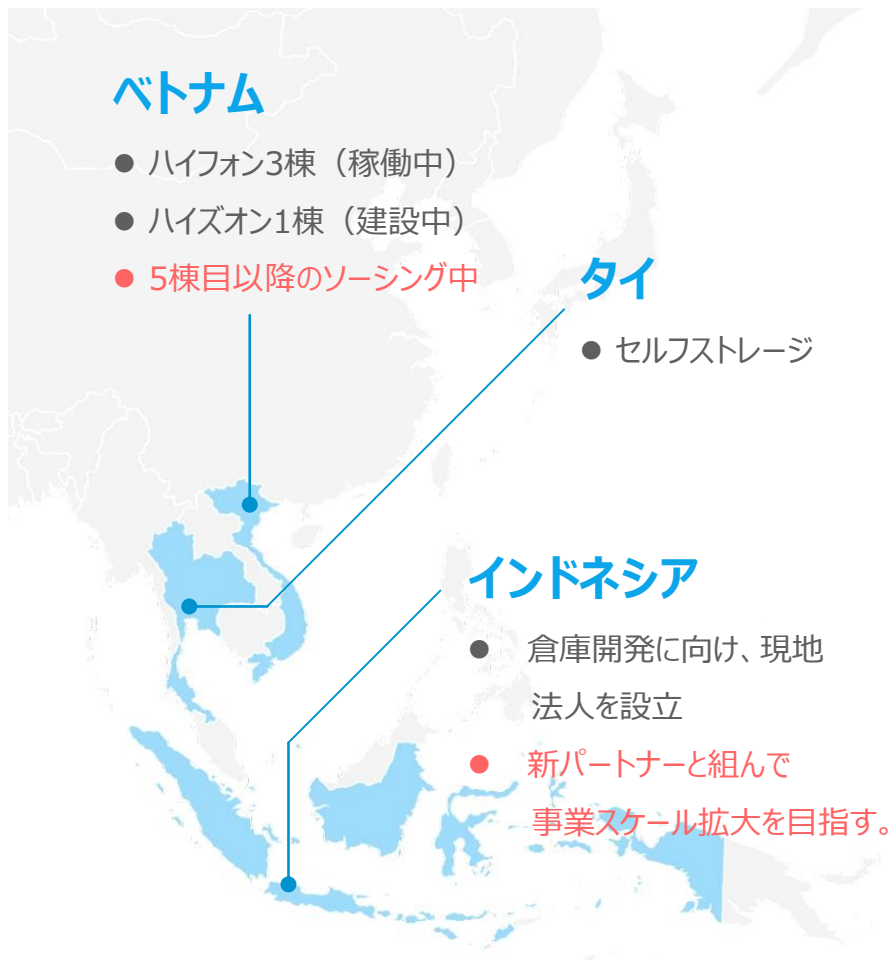 ベトナム
● ハイフォン3棟（稼働中）
● ハイズオン1棟（建設中）
● 5棟目以降のソーシング中
タイ
● セルフストレージ
インドネシア
● 倉庫開発に向け、現地
法人を設立
● 新パートナーと組んで
事業スケール拡大を目指す。